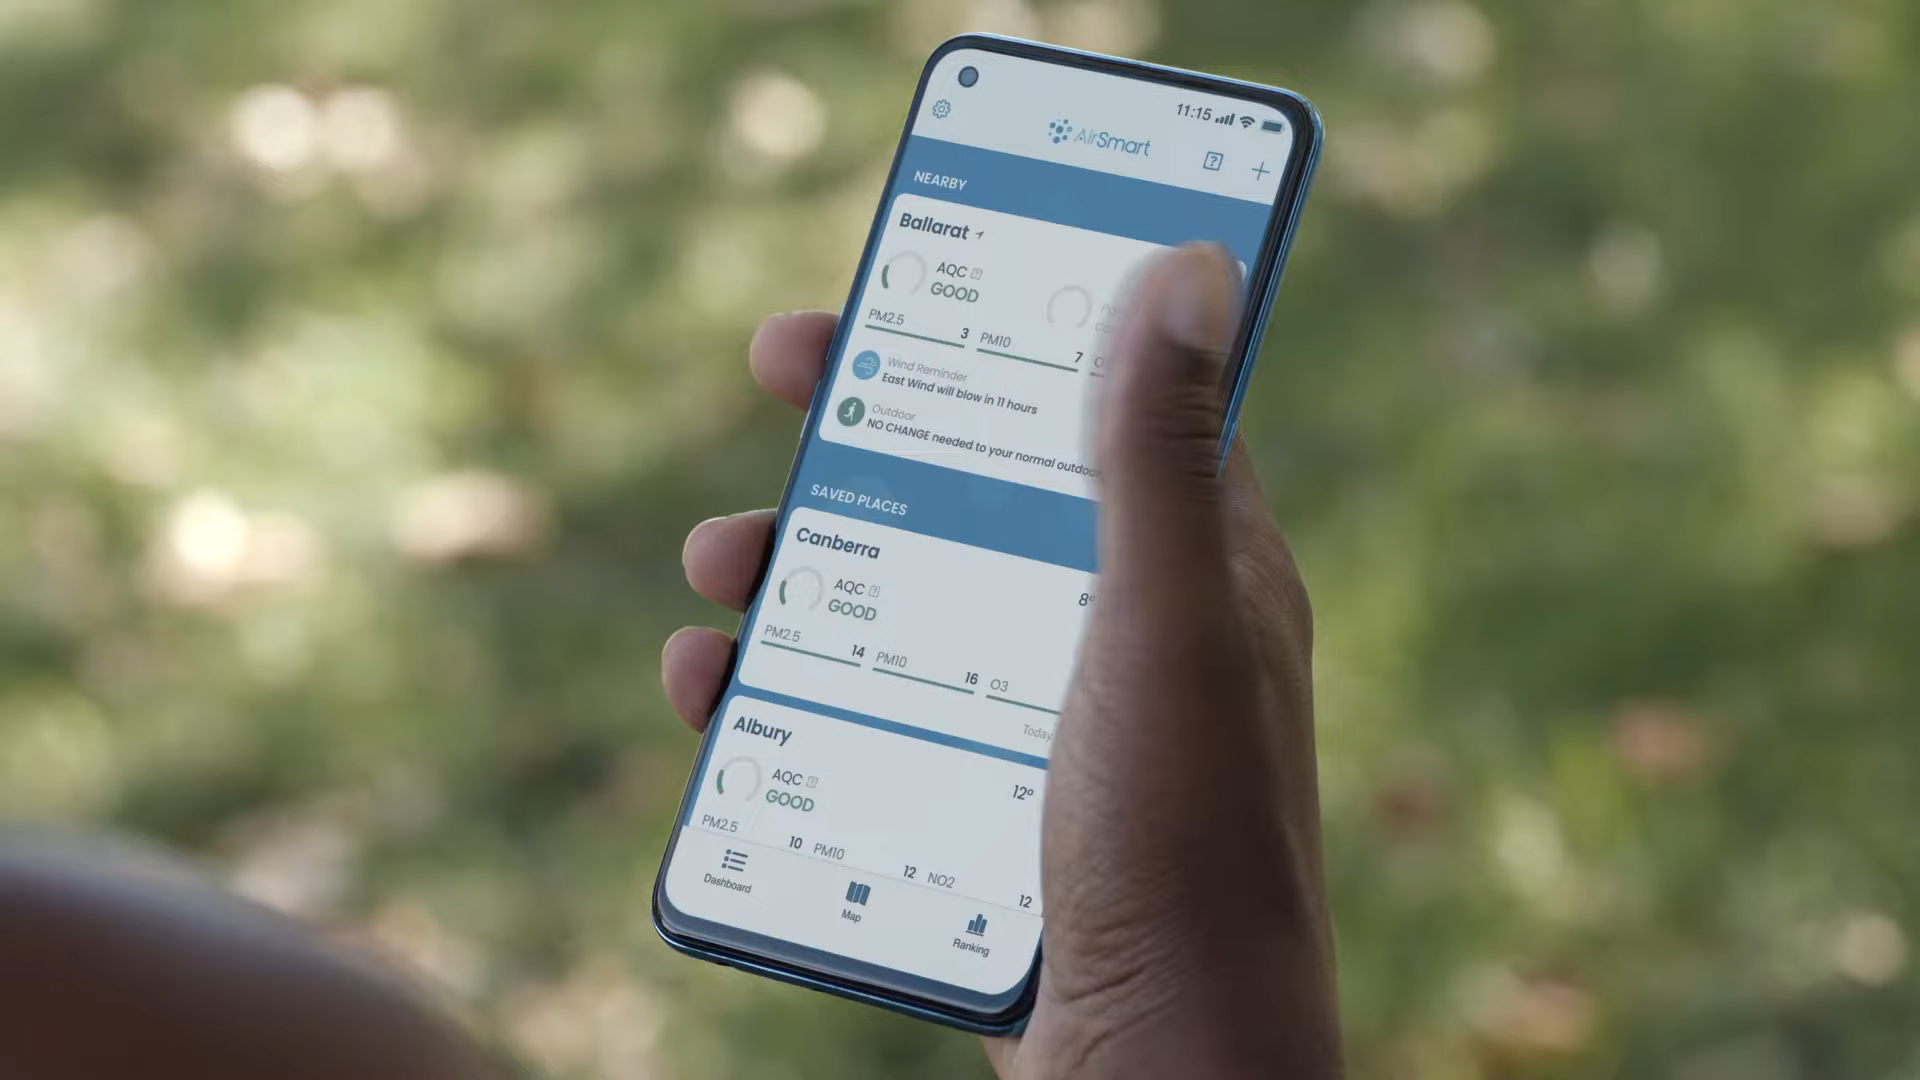 11:15
AirSmart
NEARBY
Ballarat
AQC
GOOD
PM2.5 3 PM10 7
Wind Reminder
East Wind will blow in 11 hours
Outdoor
NO CHANGE needed to your normal outdoor
SAVED PLACES
Canberra
8°
AQC
GOOD
PM2.5 14 PM10 16 O3
Today
Albury
12°
AQC
GOOD
PM2.5 10 PM10 12 NO2 12
Dashboard
Map
Ranking